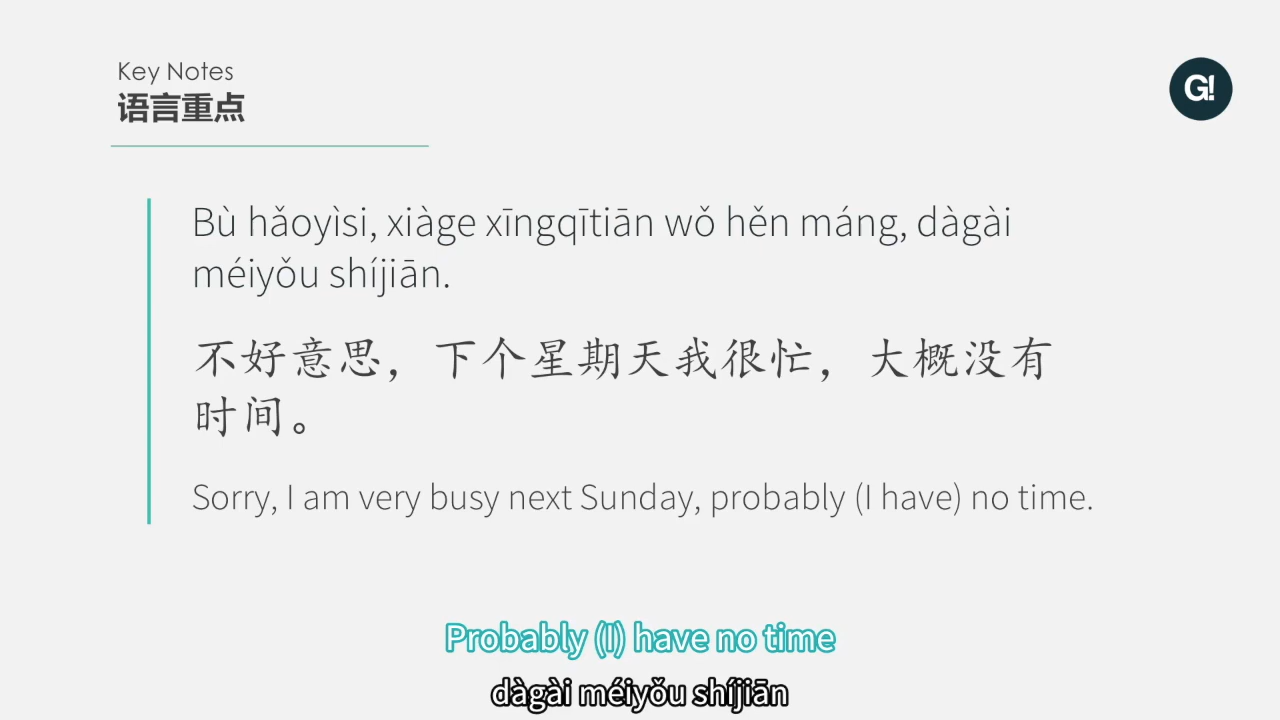 Key Notes
语言重点
G!
Bù hǎoyìsi, xiàge xīngqītiān wǒ hěn máng, dàgài
méiyǒu shíjiān.
不好意思，下个星期天我很忙，大概没有
时间。
Sorry, I am very busy next Sunday, probably (I have) no time.
Probably (I) have no time
dàgài méiyǒu shíjiān